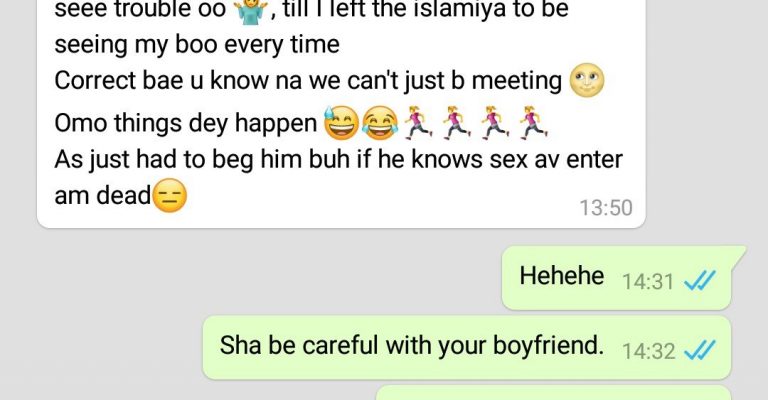 seee trouble oo 🤷‍♂️, till I left the islamiya to be
seeing my boo every time
Correct bae u know na we can't just b meeting 🌝
Omo things dey happen 😅😂🏃‍♀️🏃‍♀️🏃‍♀️🏃‍♀️
As just had to beg him buh if he knows sex av enter
am dead😑
13:50
Hehehe 14:31
Sha be careful with your boyfriend. 14:32